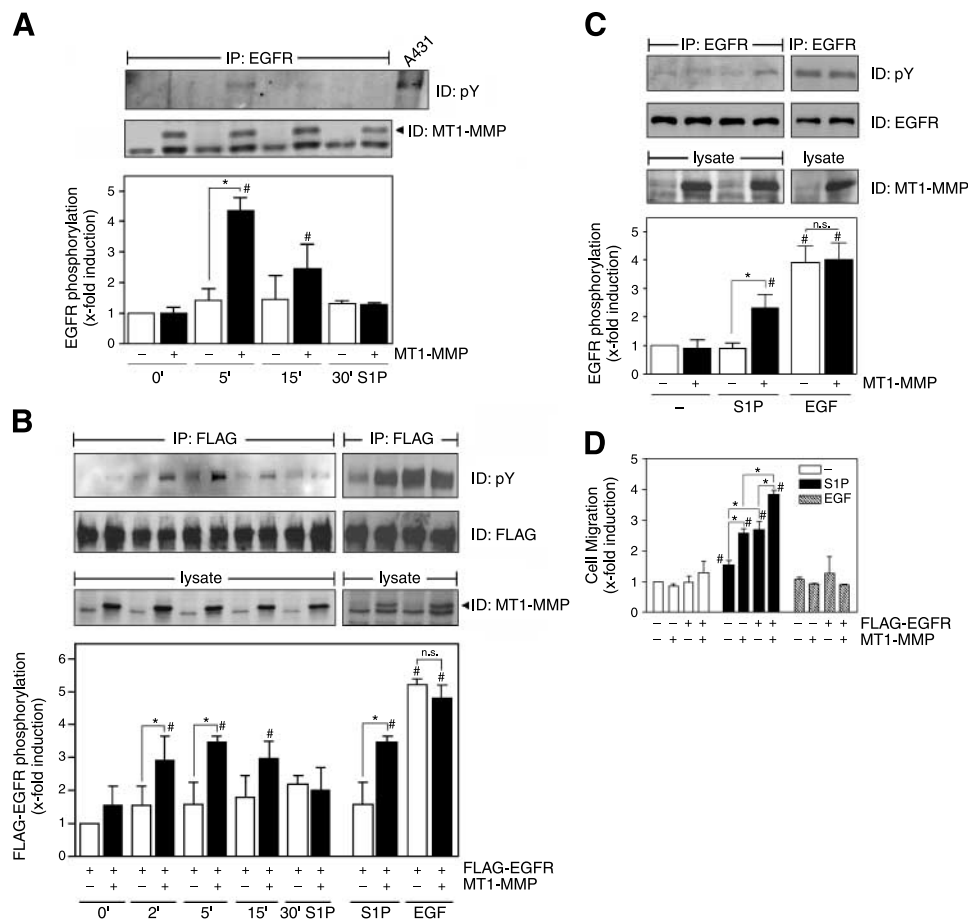 A
IP: EGFR
A431
ID: pY
ID: MT1-MMP
EGFR phosphorylation
(x-fold induction)
5
4
3
2
1
0
* #
#
– + – + – + – + MT1-MMP
0' 5' 15' 30' S1P
B
IP: FLAG IP: FLAG
ID: pY
ID: FLAG
lysate lysate
ID: MT1-MMP
FLAG-EGFR phosphorylation
(x-fold induction)
6
5
4
3
2
1
0
* #
* #
#
* #
n.s.
# #
+ + + + + + + + + + + + + + FLAG-EGFR
– + – + – + – + – + – + – + MT1-MMP
0' 2' 5' 15' 30' S1P S1P EGF
C
IP: EGFR IP: EGFR
ID: pY
ID: EGFR
lysate lysate
ID: MT1-MMP
EGFR phosphorylation
(x-fold induction)
5
4
3
2
1
0
* #
n.s.
# #
– + – + – + MT1-MMP
– S1P EGF
D
Cell Migration
(x-fold induction)
5
4
3
2
1
0
–
S1P
EGF
# * # * # * * #
– – + + – – + + – – + + FLAG-EGFR
– + – + – + – + – + – + MT1-MMP